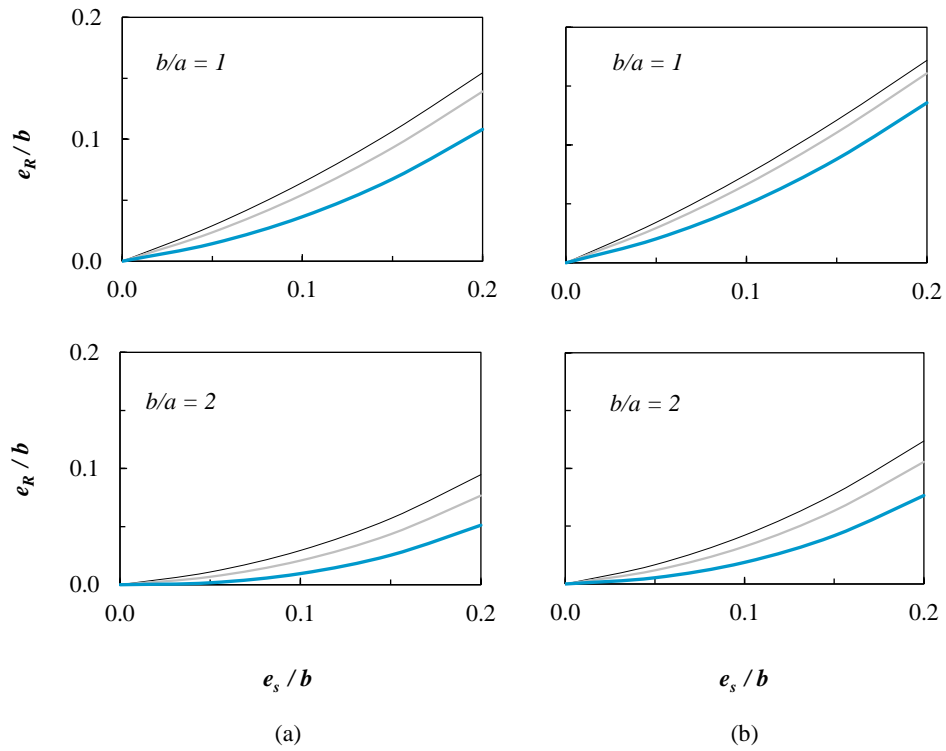 0.2
b/a = 1
b/a = 1
0.1
e_R / b
0.0
0.0 0.1 0.2
0.0 0.1 0.2
0.2
b/a = 2
b/a = 2
0.1
e_R / b
0.0
0.0 0.1 0.2
0.0 0.1 0.2
e_s / b
e_s / b
(a)
(b)